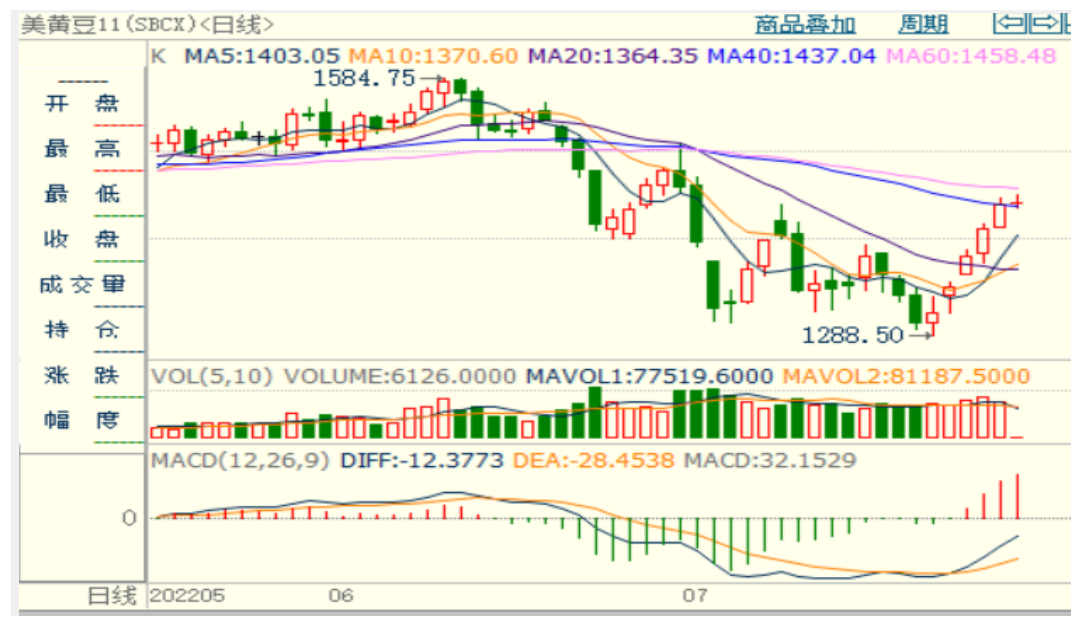 美黄豆11(SBCX)<日线>
商品叠加 周期
K MA5:1403.05 MA10:1370.60 MA20:1364.35 MA40:1437.04 MA60:1458.48
1584.75
开盘
最高
最低
收盘
成交量
持仓
涨跌
幅度
1288.50
VOL(5,10) VOLUME:6126.0000 MAVOL1:77519.6000 MAVOL2:81187.5000
MACD(12,26,9) DIFF:-12.3773 DEA:-28.4538 MACD:32.1529
0
日线 202205 06 07